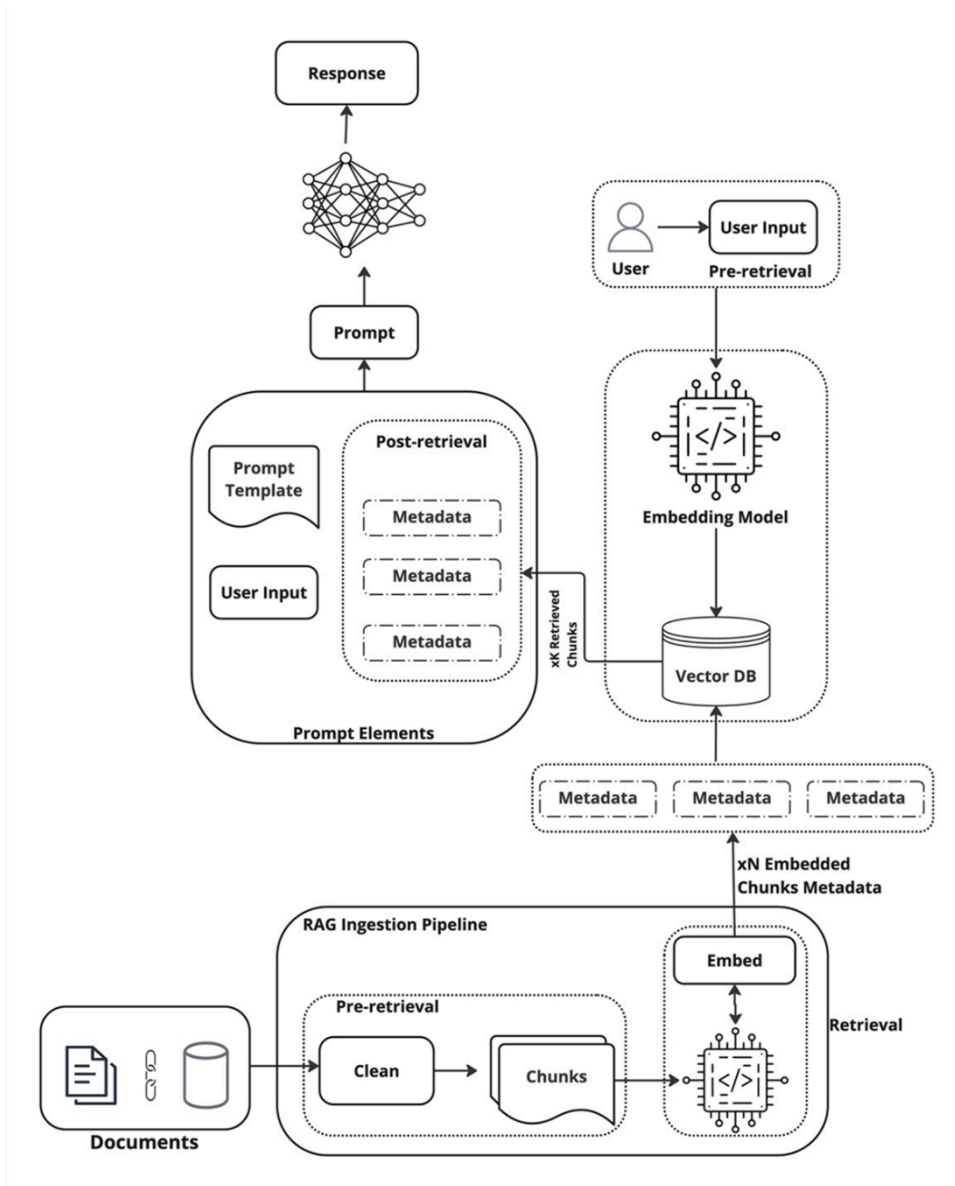 Response
User Input
User
Pre-retrieval
Prompt
Post-retrieval
Prompt
Template
Metadata
</>
Embedding Model
Metadata
User Input
xK Retrieved
Chunks
Metadata
Vector DB
Prompt Elements
Metadata
Metadata
Metadata
xN Embedded
Chunks Metadata
RAG Ingestion Pipeline
Embed
Pre-retrieval
Retrieval
Clean
Chunks
</>
Documents